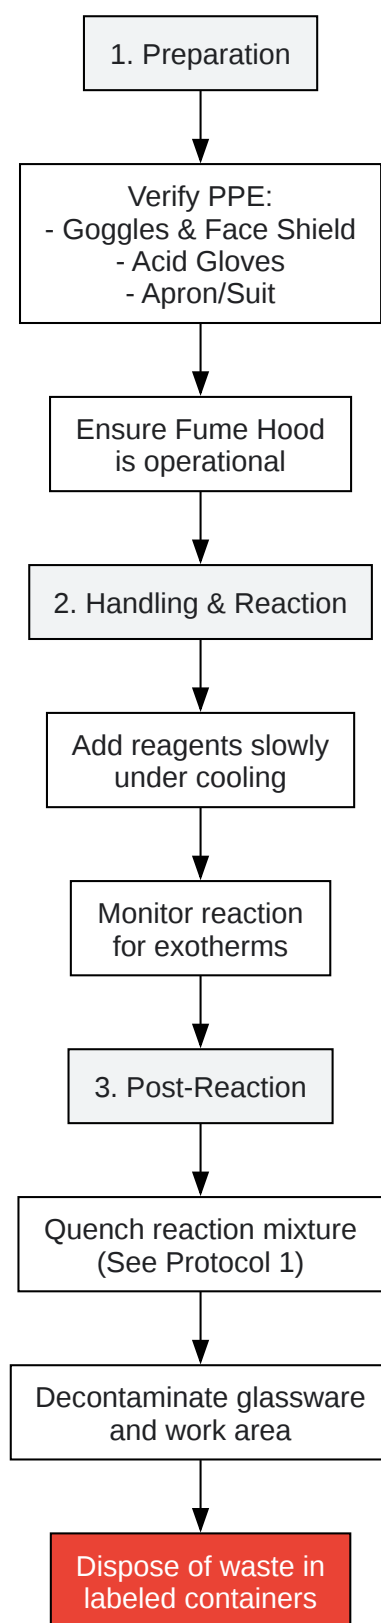 1. Preparation
Verify PPE:
- Goggles & Face Shield
- Acid Gloves
- Apron/Suit
Ensure Fume Hood
is operational
2. Handling & Reaction
Add reagents slowly
under cooling
Monitor reaction
for exotherms
3. Post-Reaction
Quench reaction mixture
(See Protocol 1)
Decontaminate glassware
and work area
Dispose of waste in
labeled containers